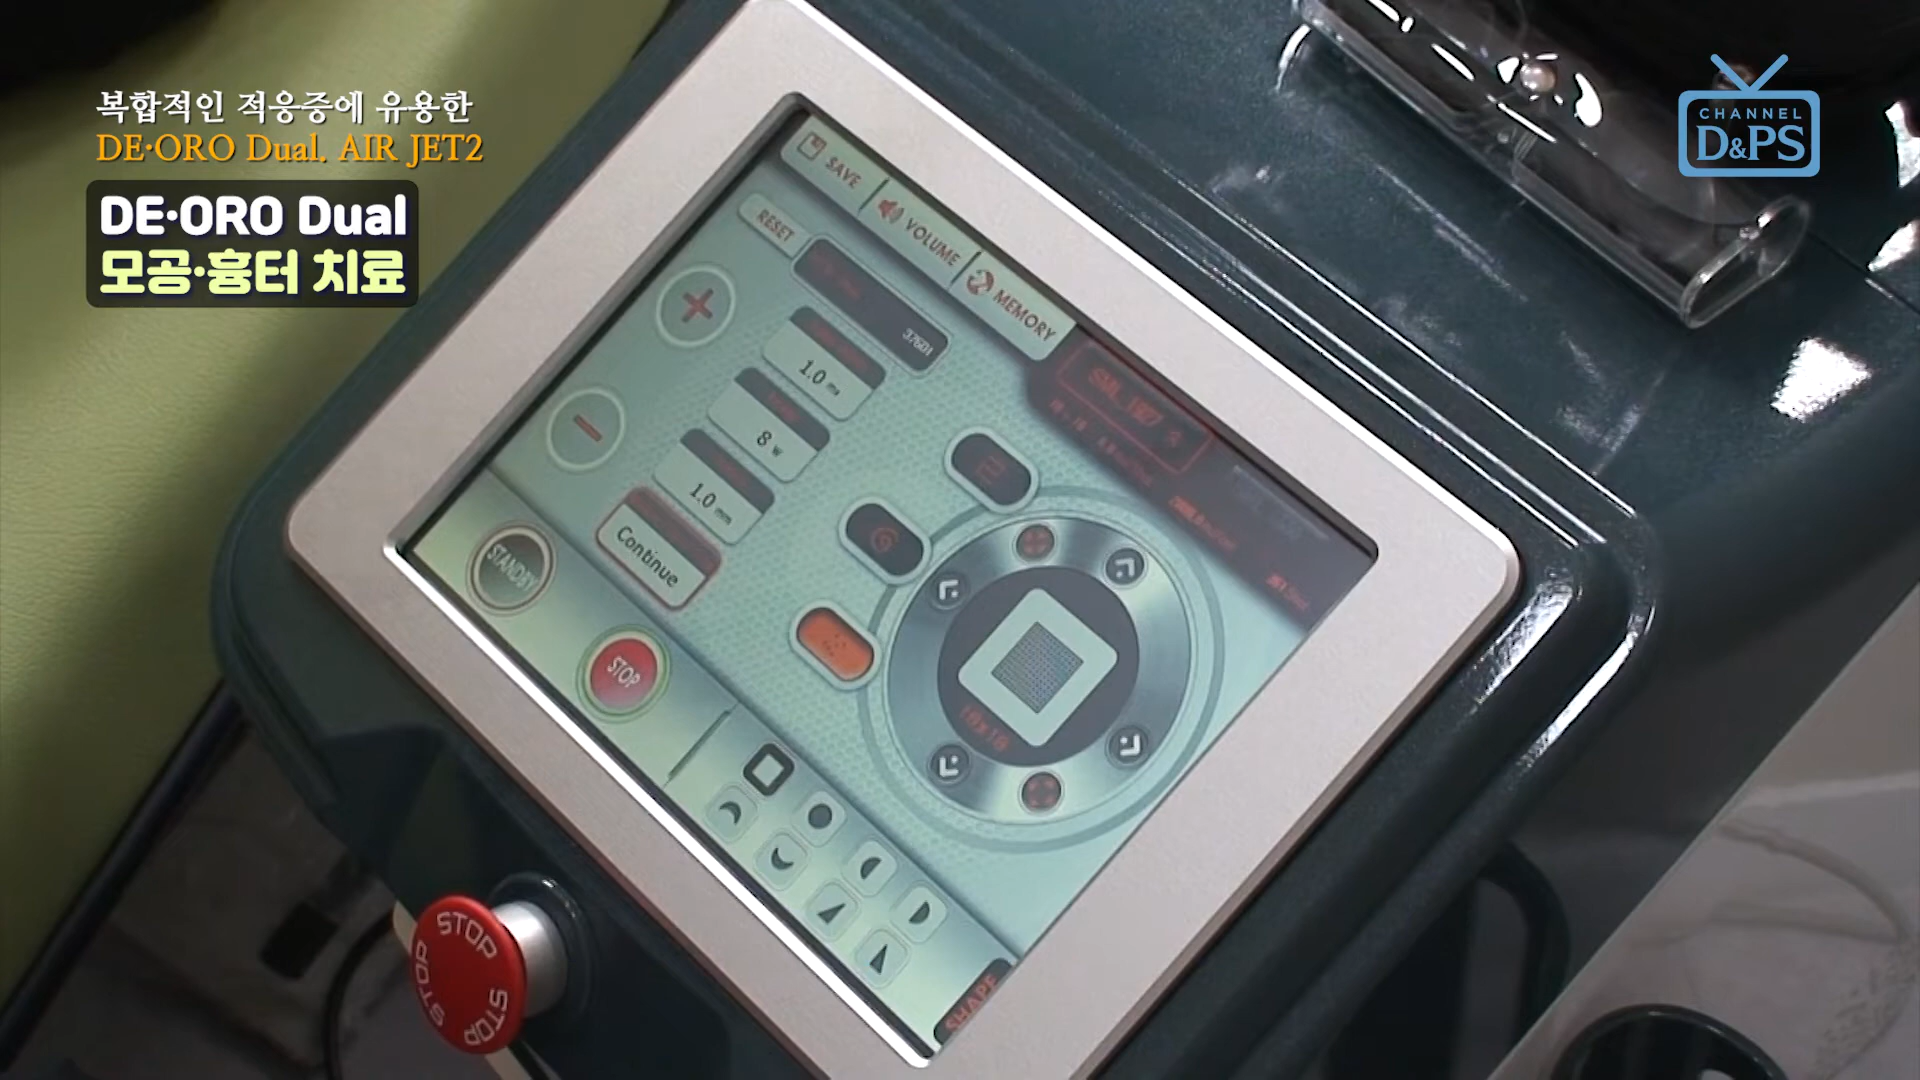 복합적인 적응중에 유용한
DE·ORO Dual, AIR JET2
DE·ORO Dual
모공·흉터 치료
CHANNEL
D&PS
SAVE
VOLUME
MEMORY
RESET
1.0 ms
8 w
1.0 mm
Continue
STANDBY
STOP
SHAPE
STOP
STOP
STOP